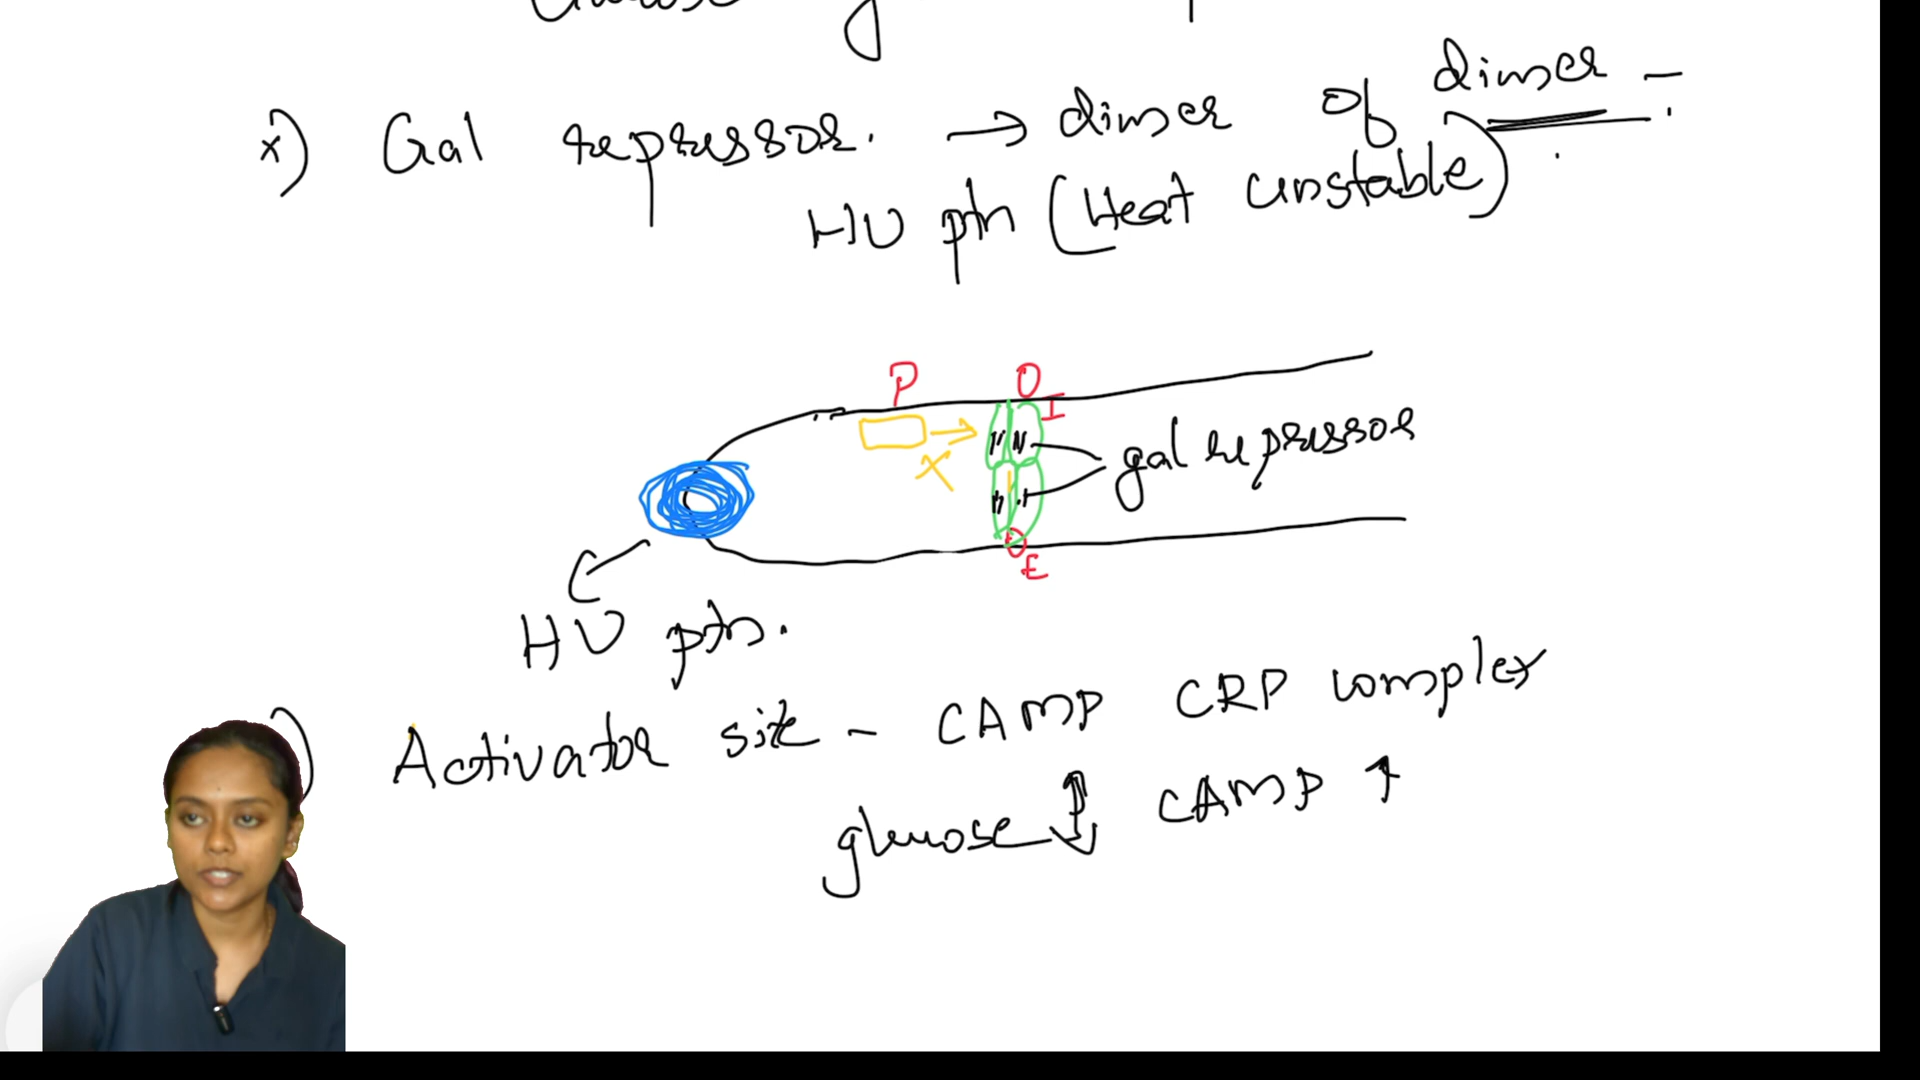 x) Gal repressor. → dimer of dimer -
HU ptn (Heat unstable)
P O I
X
gal repressor
O E
HU ptn.
) Activator site - CAMP CRP complex
glucose ↓ CAMP ↑